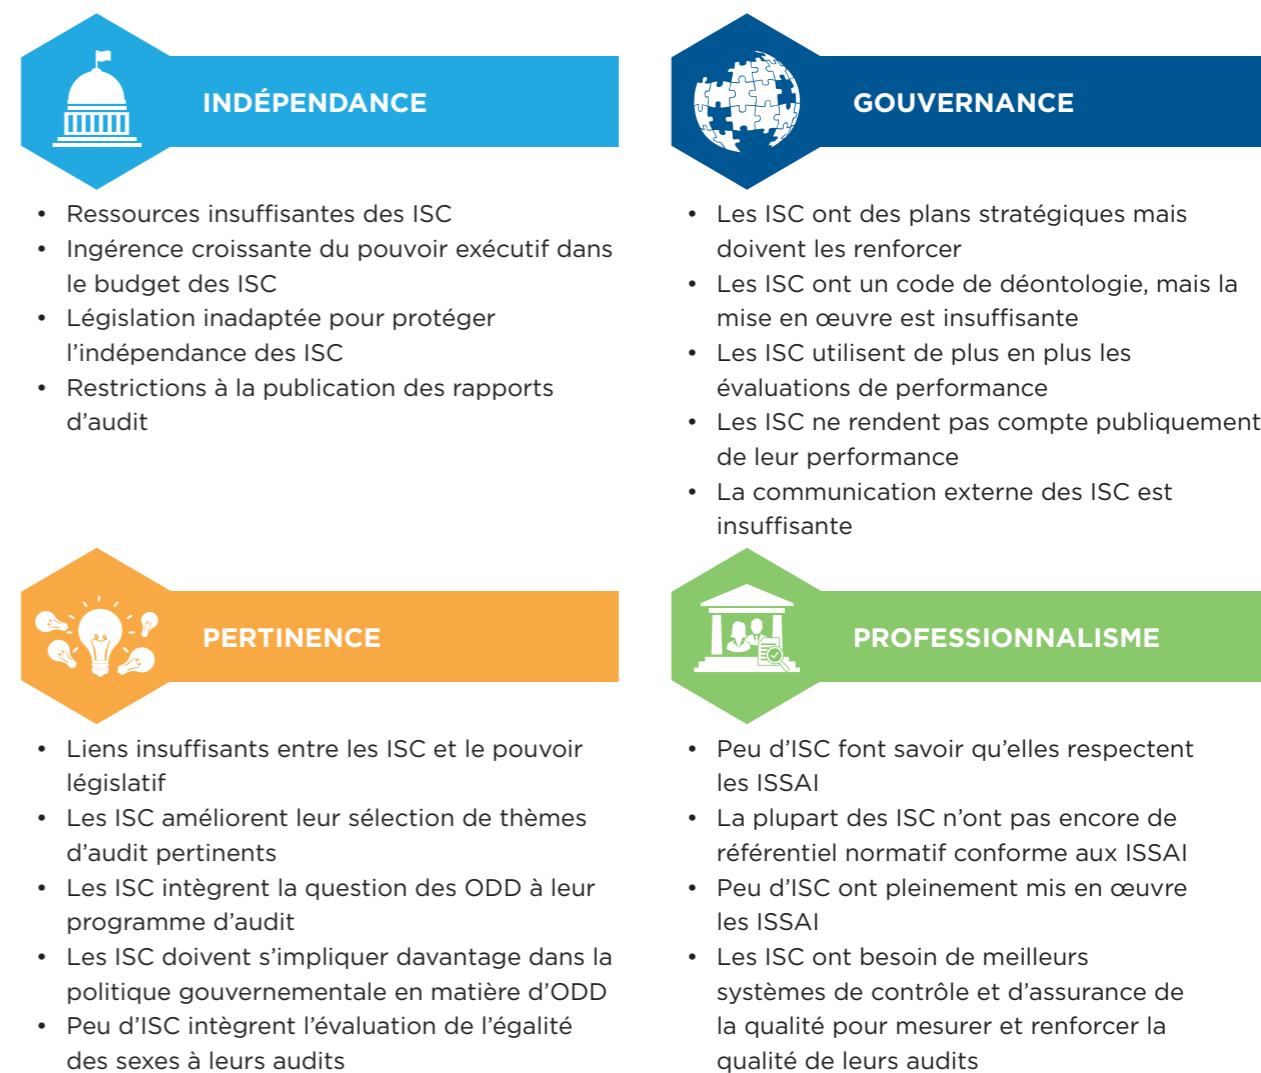 INDÉPENDANCE
• Ressources insuffisantes des ISC
• Ingérence croissante du pouvoir exécutif dans
le budget des ISC
• Législation inadaptée pour protéger
l’indépendance des ISC
• Restrictions à la publication des rapports
d’audit
GOUVERNANCE
• Les ISC ont des plans stratégiques mais
doivent les renforcer
• Les ISC ont un code de déontologie, mais la
mise en œuvre est insuffisante
• Les ISC utilisent de plus en plus les
évaluations de performance
• Les ISC ne rendent pas compte publiquement
de leur performance
• La communication externe des ISC est
insuffisante
PERTINENCE
• Liens insuffisants entre les ISC et le pouvoir
législatif
• Les ISC améliorent leur sélection de thèmes
d’audit pertinents
• Les ISC intègrent la question des ODD à leur
programme d’audit
• Les ISC doivent s’impliquer davantage dans la
politique gouvernementale en matière d’ODD
• Peu d’ISC intègrent l’évaluation de l’égalité
des sexes à leurs audits
PROFESSIONNALISME
• Peu d’ISC font savoir qu’elles respectent
les ISSAI
• La plupart des ISC n’ont pas encore de
référentiel normatif conforme aux ISSAI
• Peu d’ISC ont pleinement mis en œuvre
les ISSAI
• Les ISC ont besoin de meilleurs
systèmes de contrôle et d’assurance de
la qualité pour mesurer et renforcer la
qualité de leurs audits